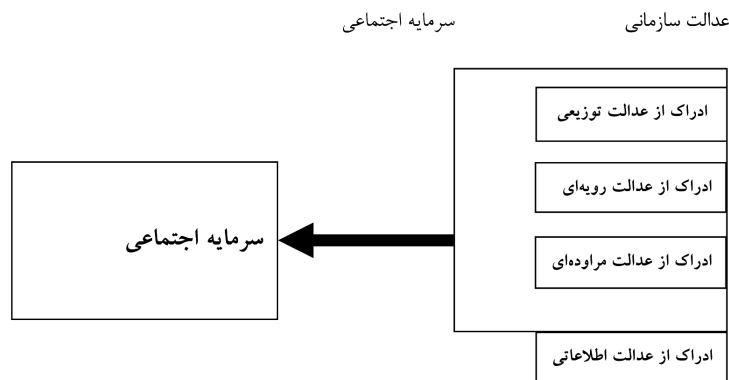 عدالت سازمانی
سرمایه اجتماعی
ادراک از عدالت توزیعی
ادراک از عدالت رویه‌ای
ادراک از عدالت مراوده‌ای
ادراک از عدالت اطلاعاتی
سرمایه اجتماعی